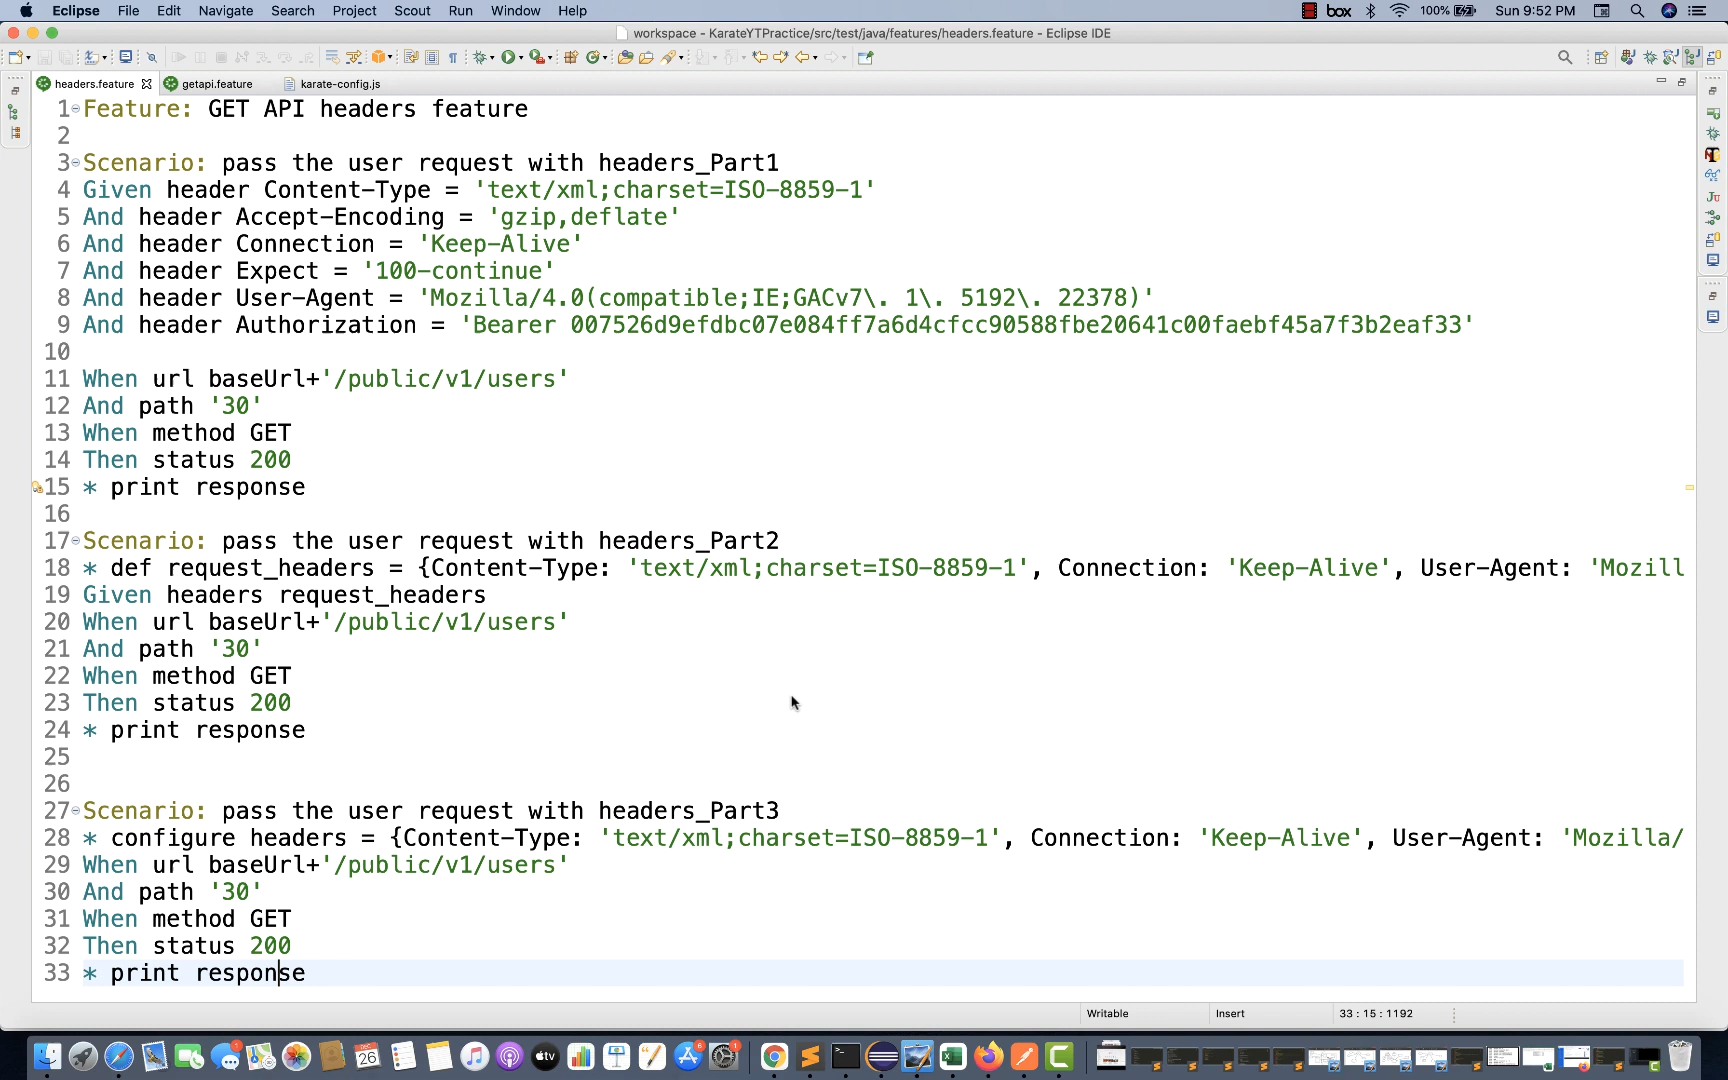 Eclipse File Edit Navigate Search Project Scout Run Window Help box 100% Sun 9:52 PM
workspace - KarateYTPractice/src/test/java/features/headers.feature - Eclipse IDE
headers.feature getapi.feature karate-config.js
1 Feature: GET API headers feature
2
3 Scenario: pass the user request with headers_Part1
4 Given header Content-Type = 'text/xml;charset=ISO-8859-1'
5 And header Accept-Encoding = 'gzip,deflate'
6 And header Connection = 'Keep-Alive'
7 And header Expect = '100-continue'
8 And header User-Agent = 'Mozilla/4.0(compatible;IE;GACv7\. 1\. 5192\. 22378)'
9 And header Authorization = 'Bearer 007526d9efdbc07e084ff7a6d4cfcc90588fbe20641c00faebf45a7f3b2eaf33'
10
11 When url baseUrl+'/public/v1/users'
12 And path '30'
13 When method GET
14 Then status 200
15 * print response
16
17 Scenario: pass the user request with headers_Part2
18 * def request_headers = {Content-Type: 'text/xml;charset=ISO-8859-1', Connection: 'Keep-Alive', User-Agent: 'Mozill
19 Given headers request_headers
20 When url baseUrl+'/public/v1/users'
21 And path '30'
22 When method GET
23 Then status 200
24 * print response
25
26
27 Scenario: pass the user request with headers_Part3
28 * configure headers = {Content-Type: 'text/xml;charset=ISO-8859-1', Connection: 'Keep-Alive', User-Agent: 'Mozilla/
29 When url baseUrl+'/public/v1/users'
30 And path '30'
31 When method GET
32 Then status 200
33 * print response
Writable Insert 33 : 15 : 1192